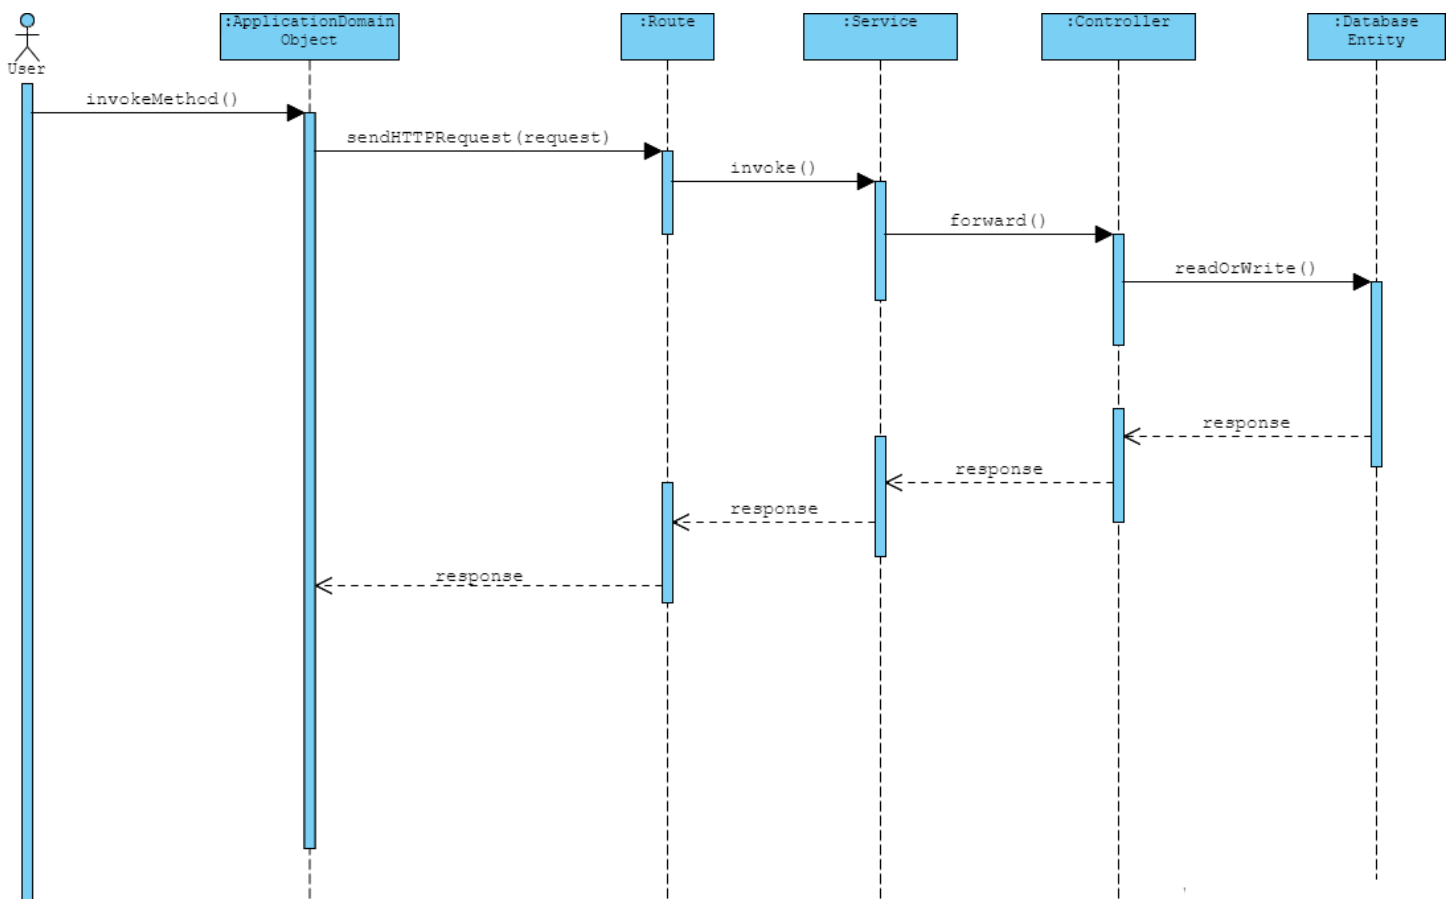 :ApplicationDomain
Object
:Route
:Service
:Controller
:Database
Entity
User
invokeMethod()
sendHTTPRequest(request)
invoke()
forward()
readOrWrite()
response
response
response
response